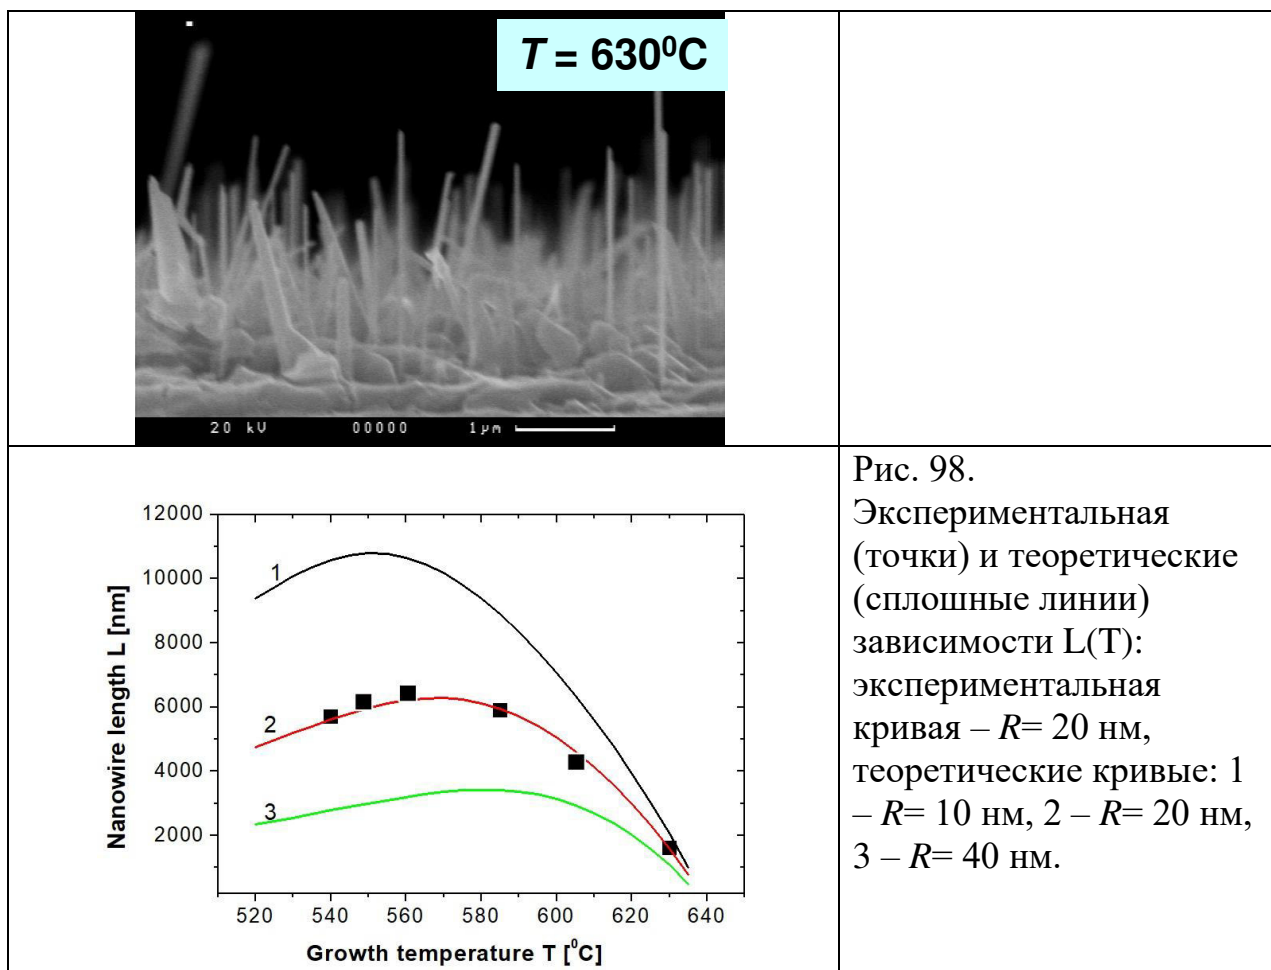 T = 630⁰C
20 kV 00000 1μm
12000
10000
8000
6000
4000
2000
Nanowire length L [nm]
1
2
3
520 540 560 580 600 620 640
Growth temperature T [⁰C]
Рис. 98.
Экспериментальная
(точки) и теоретические
(сплошные линии)
зависимости L(T):
экспериментальная
кривая – R= 20 нм,
теоретические кривые: 1
– R= 10 нм, 2 – R= 20 нм,
3 – R= 40 нм.